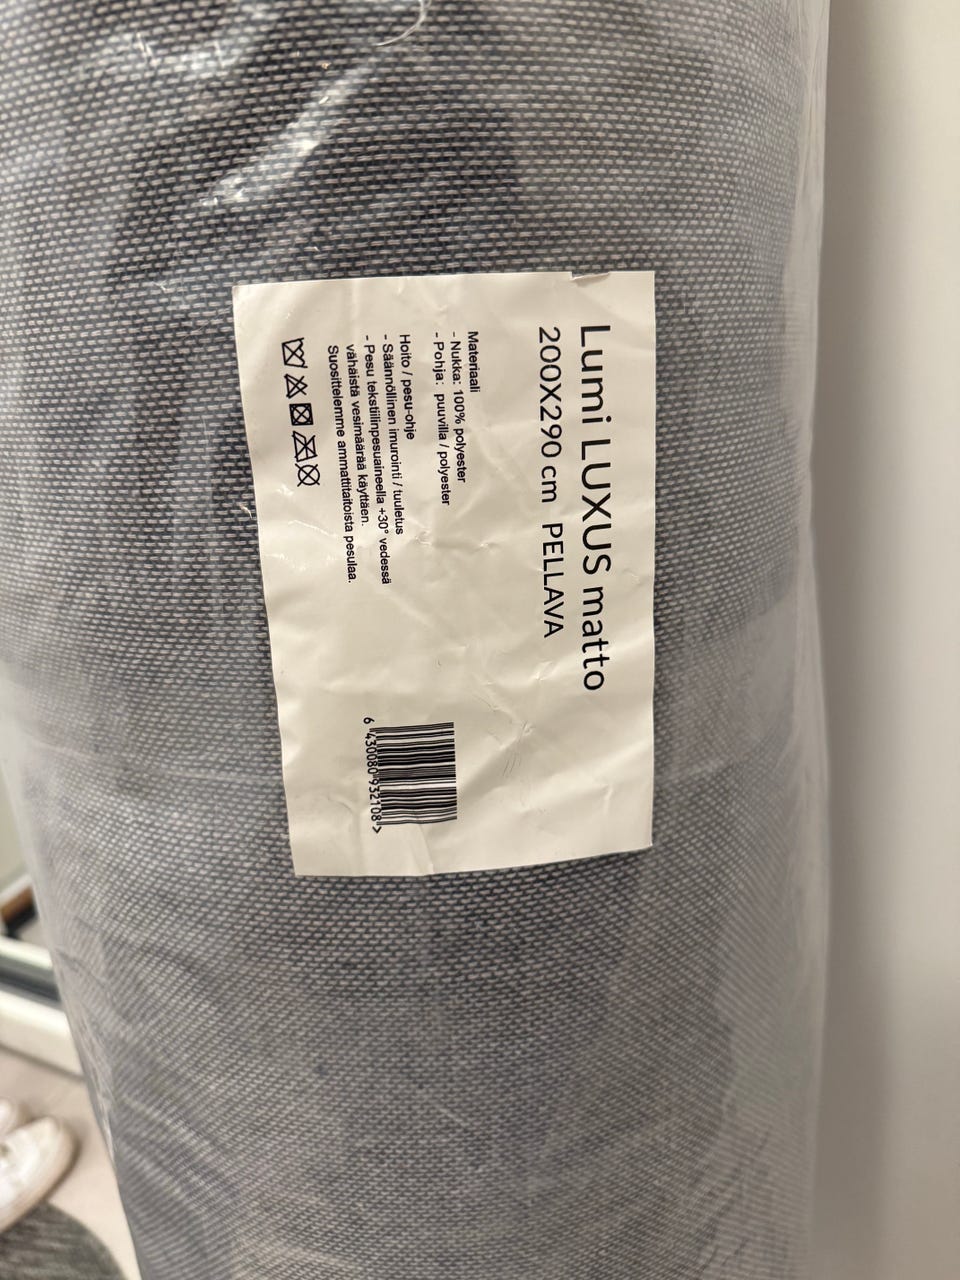 Lumi LUXUS matto
200X290 cm PELLAVA
Materiaali
- Nukka: 100% polyester
- Pohja: puuvilla / polyester
Hoito / pesu-ohje
- Säännöllinen imurointi / tuuletus
- Pesu tekstiilinpesuaineella +30° vedessä
vähäistä vesimäärää käyttäen.
Suosittelemme ammattitaitoista pesulaa.
6 430080 932108 >